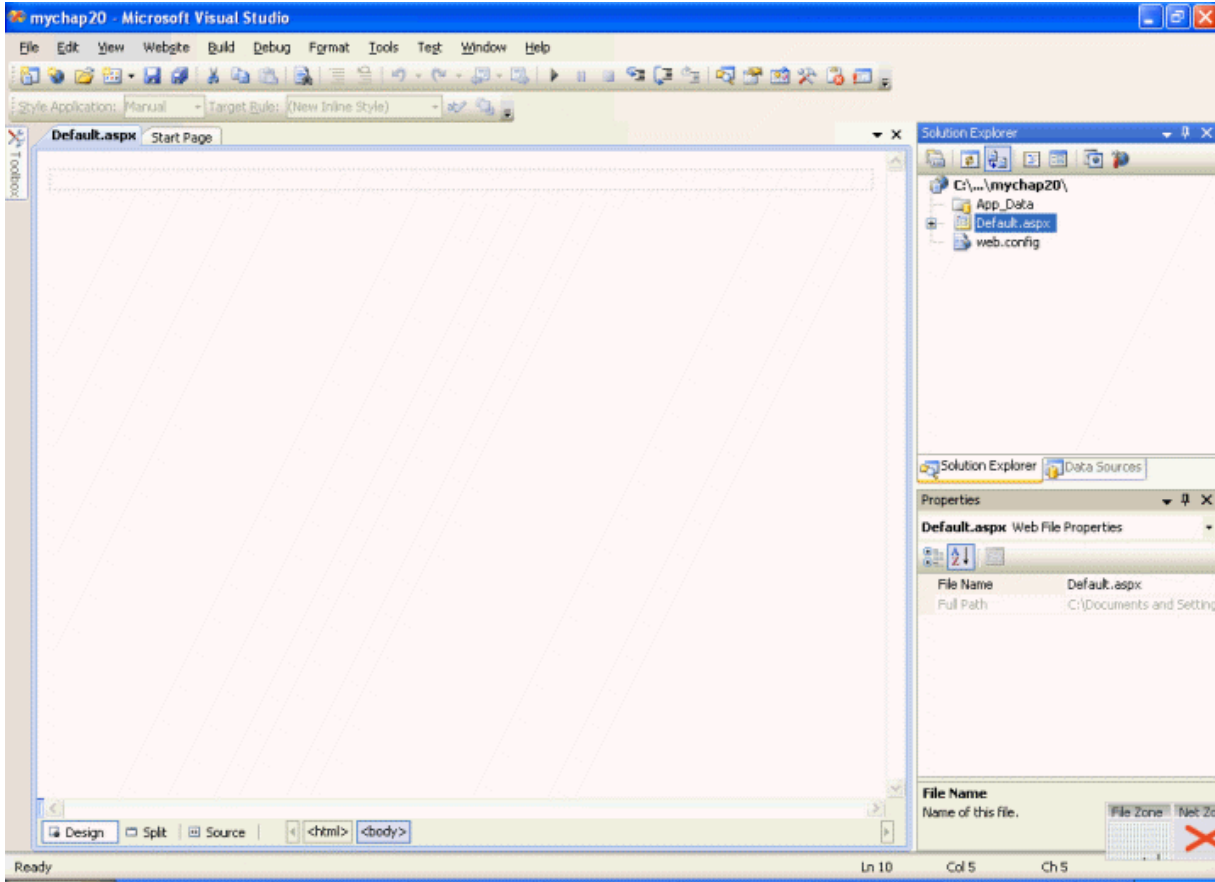 mychap20 - Microsoft Visual Studio
File Edit View Website Build Debug Format Tools Test Window Help
Style Application: Manual Target Rule: (New Inline Style)
Toolbox
Default.aspx Start Page
Solution Explorer
C:\...\mychap20\
App_Data
Default.aspx
web.config
Solution Explorer Data Sources
Properties
Default.aspx Web File Properties
File Name Default.aspx
Full Path C:\Documents and Setting
File Name
Name of this file.
File Zone Net
Design Split Source <html> <body>
Ready Ln 10 Col 5 Ch 5